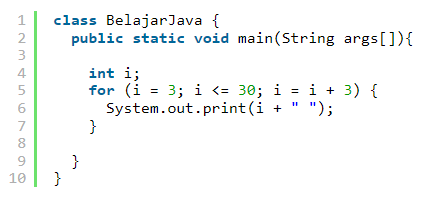 1 class BelajarJava {
2   public static void main(String args[]){
3
4     int i;
5     for (i = 3; i <= 30; i = i + 3) {
6       System.out.print(i + " ");
7     }
8
9   }
10 }